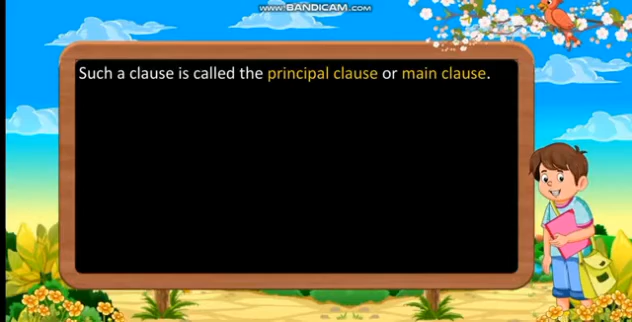 WWW.BANDICAM.COM
Such a clause is called the principal clause or main clause.